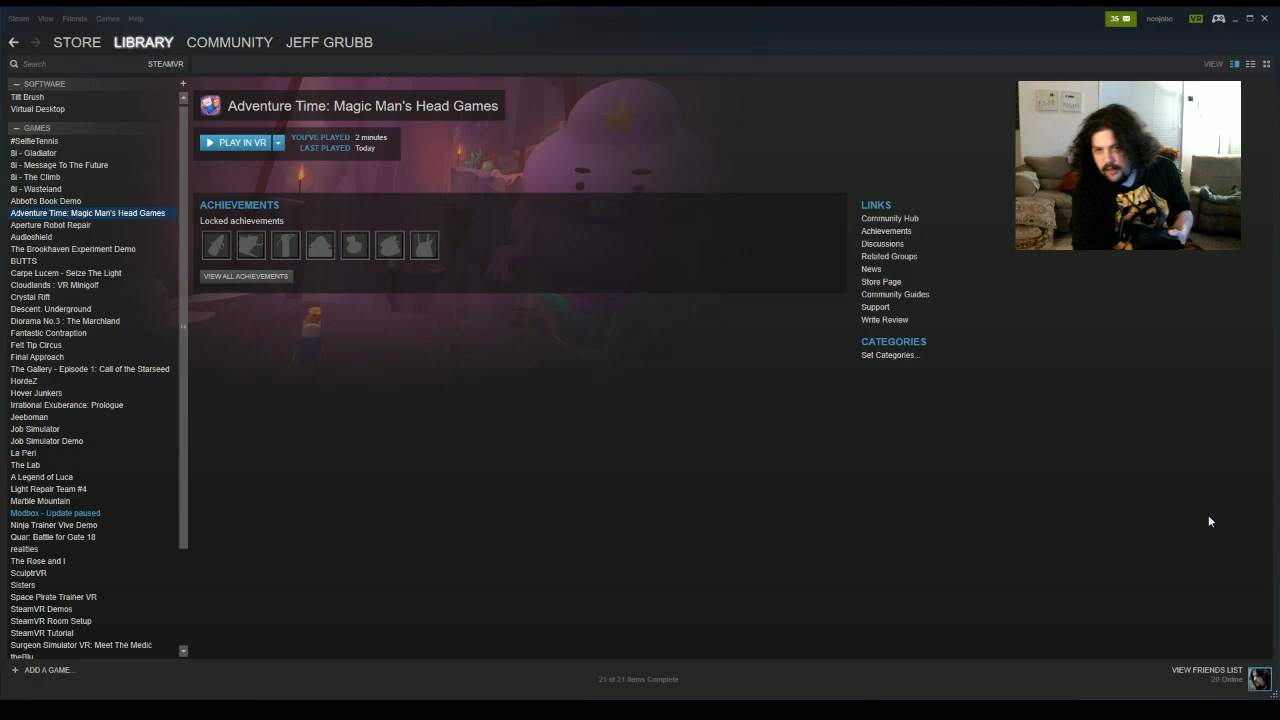 Steam View Friends Games Help
35
neojobe
VR
STORE LIBRARY COMMUNITY JEFF GRUBB
Search
STEAMVR
VIEW
SOFTWARE
Tilt Brush
Virtual Desktop
GAMES
#SelfieTennis
8i - Gladiator
8i - Message To The Future
8i - The Climb
8i - Wasteland
Abbot's Book Demo
Adventure Time: Magic Man's Head Games
Aperture Robot Repair
Audioshield
The Brookhaven Experiment Demo
BUTTS
Carpe Lucem - Seize The Light
Cloudlands : VR Minigolf
Crystal Rift
Descent: Underground
Diorama No.3 : The Marchland
Fantastic Contraption
Felt Tip Circus
Final Approach
The Gallery - Episode 1: Call of the Starseed
HordeZ
Hover Junkers
Irrational Exuberance: Prologue
Jeeboman
Job Simulator
Job Simulator Demo
La Peri
The Lab
A Legend of Luca
Light Repair Team #4
Marble Mountain
Modbox - Update paused
Ninja Trainer Vive Demo
Quar: Battle for Gate 18
realities
The Rose and I
SculptrVR
Sisters
Space Pirate Trainer VR
SteamVR Demos
SteamVR Room Setup
SteamVR Tutorial
Surgeon Simulator VR: Meet The Medic
theBlu
Adventure Time: Magic Man's Head Games
PLAY IN VR
YOU'VE PLAYED 2 minutes
LAST PLAYED Today
ACHIEVEMENTS
Locked achievements
VIEW ALL ACHIEVEMENTS
LINKS
Community Hub
Achievements
Discussions
Related Groups
News
Store Page
Community Guides
Support
Write Review
CATEGORIES
Set Categories...
ADD A GAME...
21 of 21 Items Complete
VIEW FRIENDS LIST
20 Online